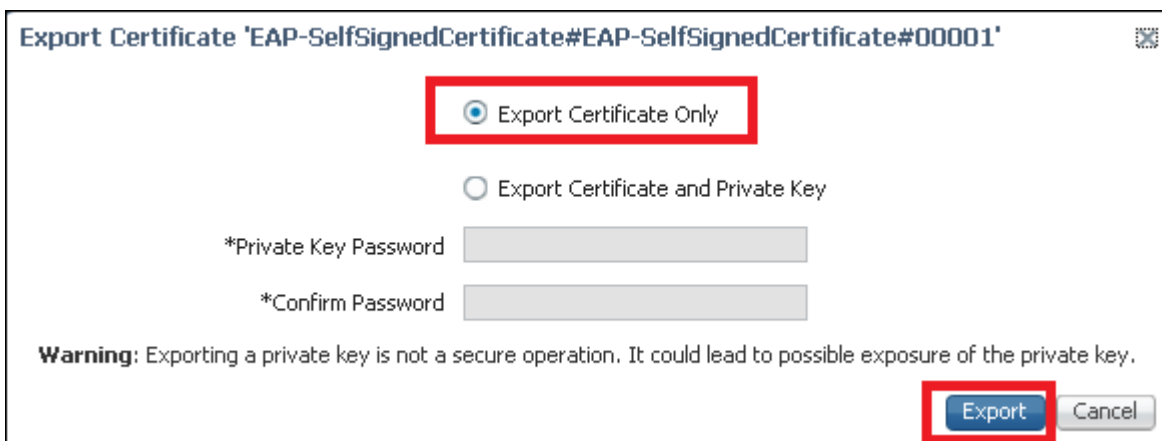 Export Certificate 'EAP-SelfSignedCertificate#EAP-SelfSignedCertificate#00001'
Export Certificate Only
Export Certificate and Private Key
*Private Key Password
*Confirm Password
Warning: Exporting a private key is not a secure operation. It could lead to possible exposure of the private key.
Export Cancel